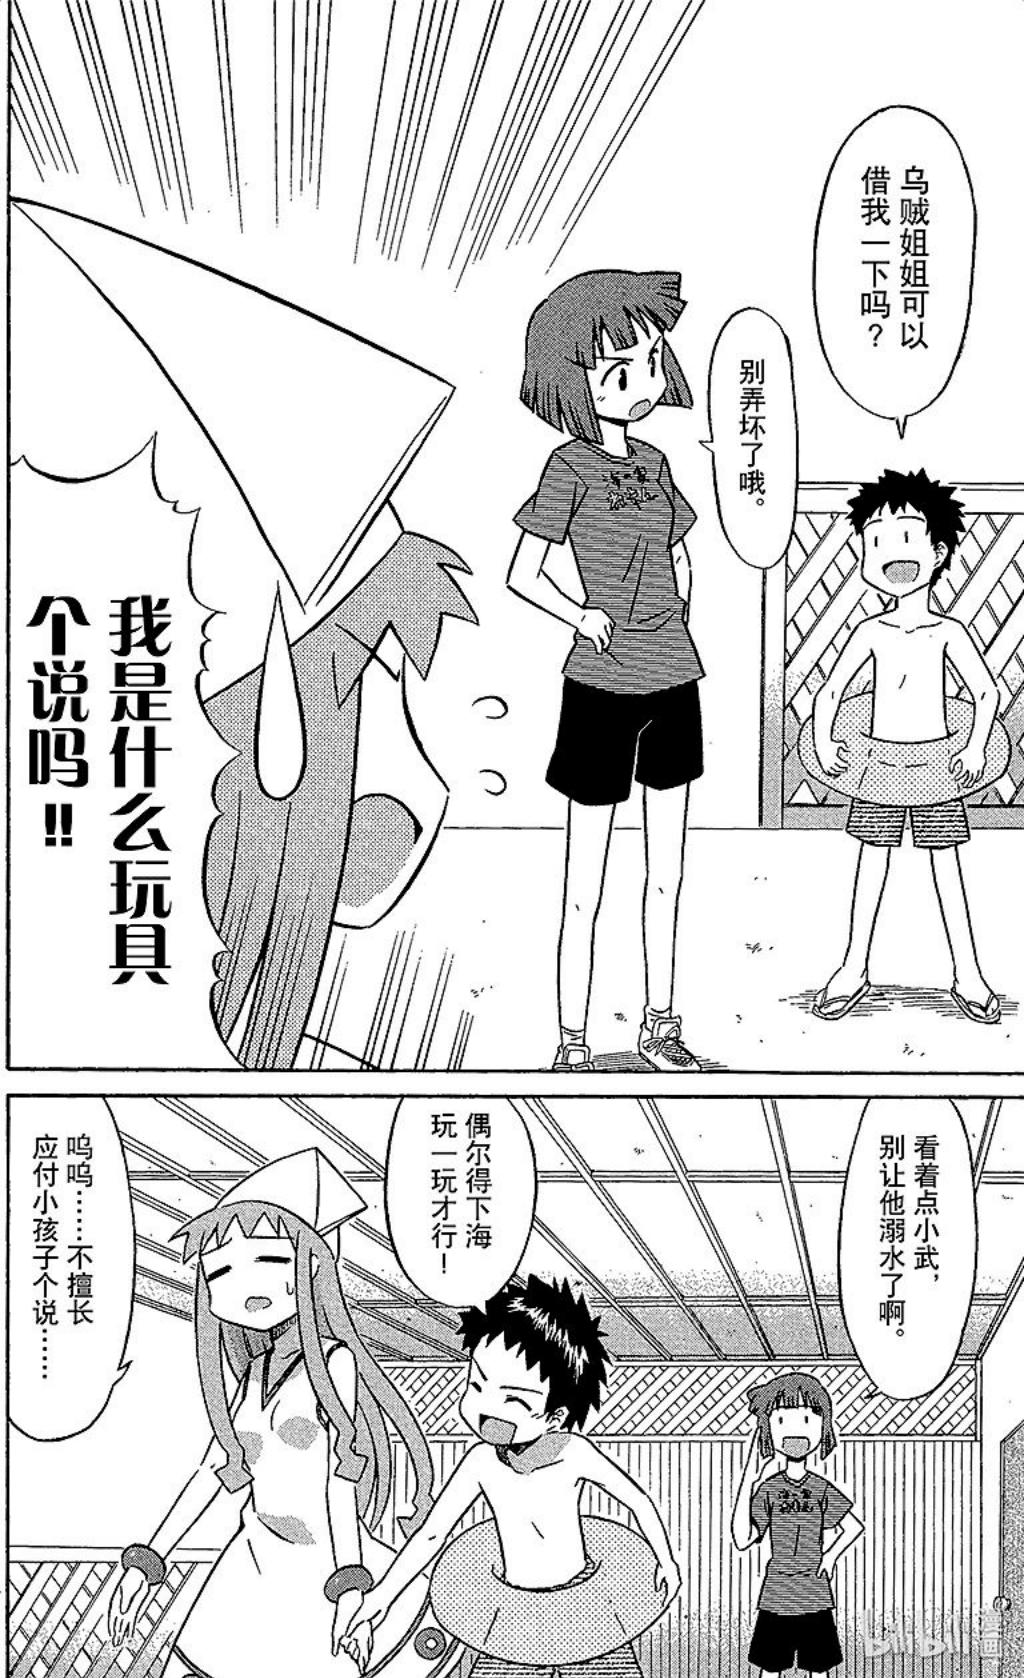 乌贼姐姐可以
借我一下吗？
别弄坏了哦。
我是什么玩具
个说吗!!
看着点小武，
别让他溺水了啊。
偶尔得下海
玩一玩才行！
呜呜……不擅长
应付小孩子个说……
bilibili